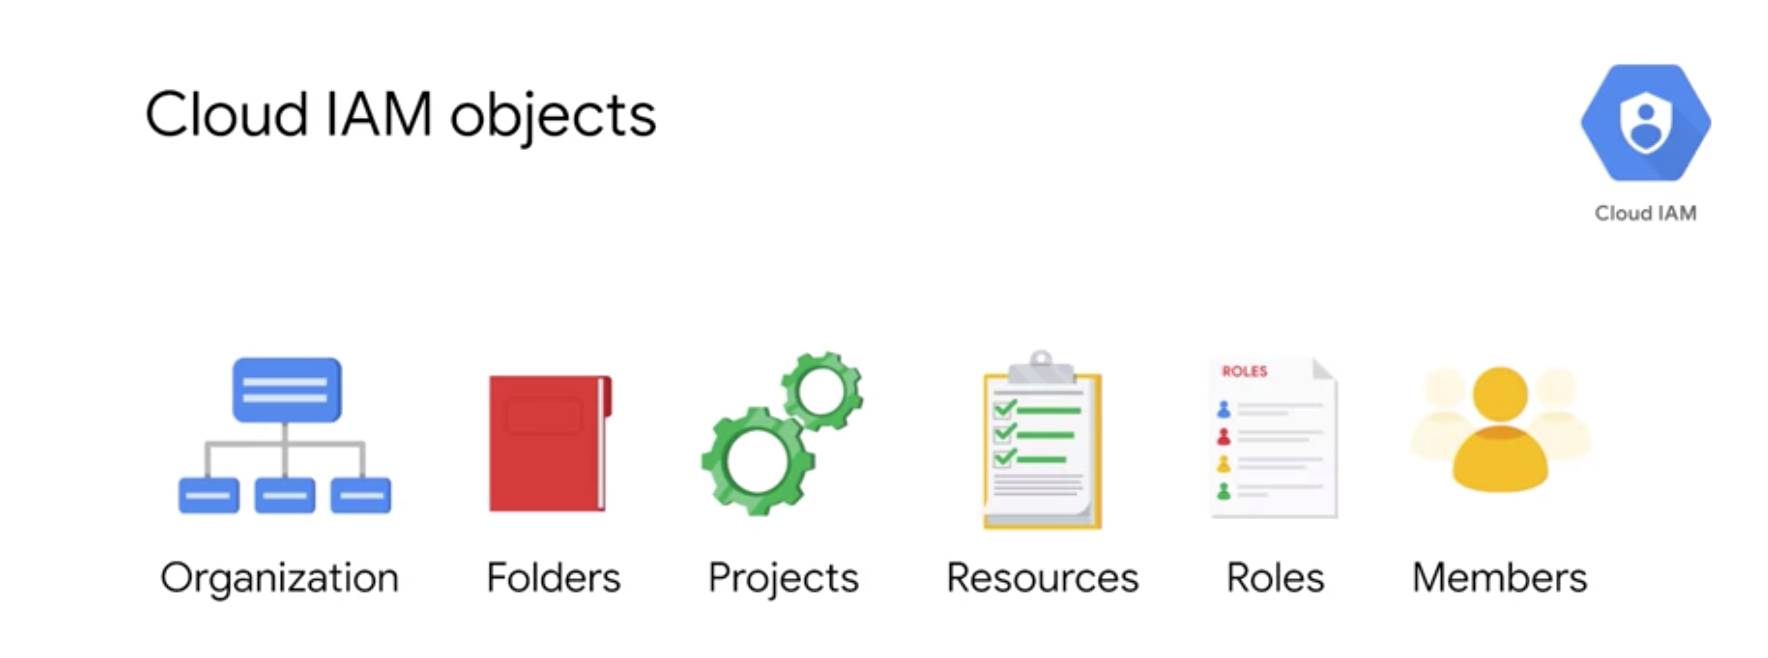 Cloud IAM objects
Cloud IAM
ROLES
Organization
Folders
Projects
Resources
Roles
Members